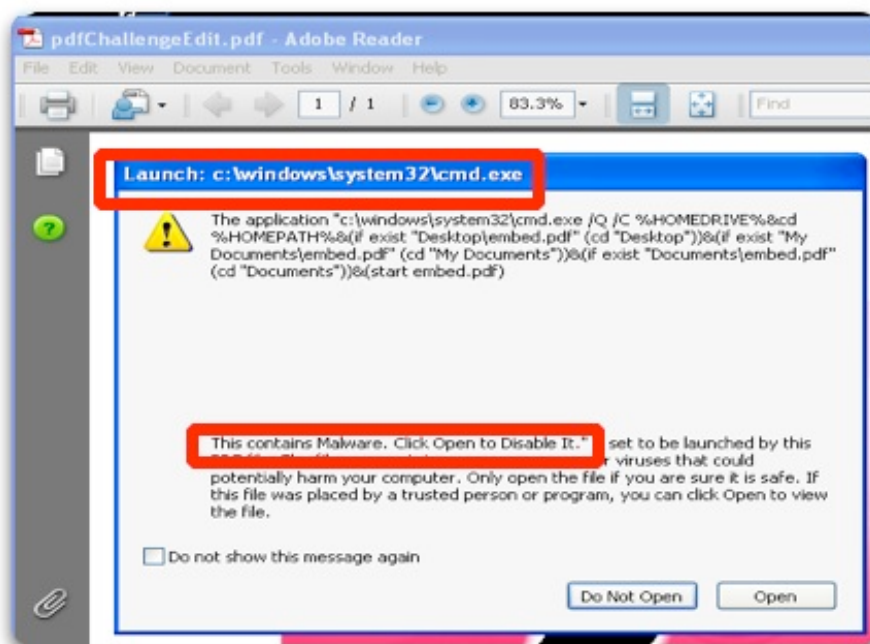 pdfChallengeEdit.pdf - Adobe Reader
File Edit View Document Tools Window Help
1 / 1 83.3% Find
Launch: c:\windows\system32\cmd.exe
The application "c:\windows\system32\cmd.exe /Q /C %HOMEDRIVE%&cd
%HOMEPATH%&(if exist "Desktop\embed.pdf" (cd "Desktop"))&(if exist "My
Documents\embed.pdf" (cd "My Documents"))&(if exist "Documents\embed.pdf"
(cd "Documents"))&(start embed.pdf)
This contains Malware. Click Open to Disable It." set to be launched by this
viruses that could
potentially harm your computer. Only open the file if you are sure it is safe. If
this file was placed by a trusted person or program, you can click Open to view
the file.
Do not show this message again
Do Not Open Open